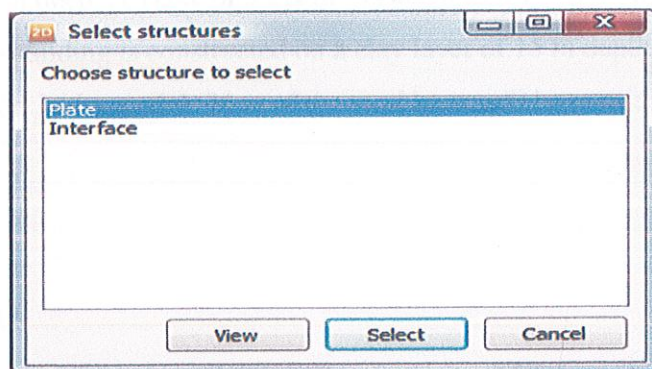 2D Select structures
Choose structure to select
Plate
Interface
View Select Cancel